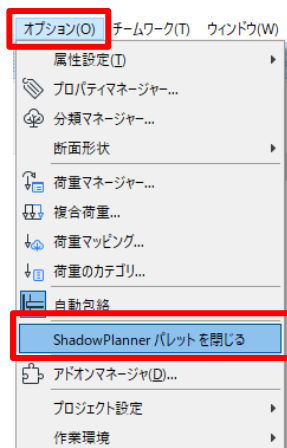 オプション(O) チームワーク(T) ウィンドウ(W)
属性設定(T)
プロパティマネージャー...
分類マネージャー...
断面形状
荷重マネージャー...
複合荷重...
荷重マッピング...
荷重のカテゴリ...
自動包絡
ShadowPlanner パレット を閉じる
アドオンマネージャ(D)...
プロジェクト設定
作業環境